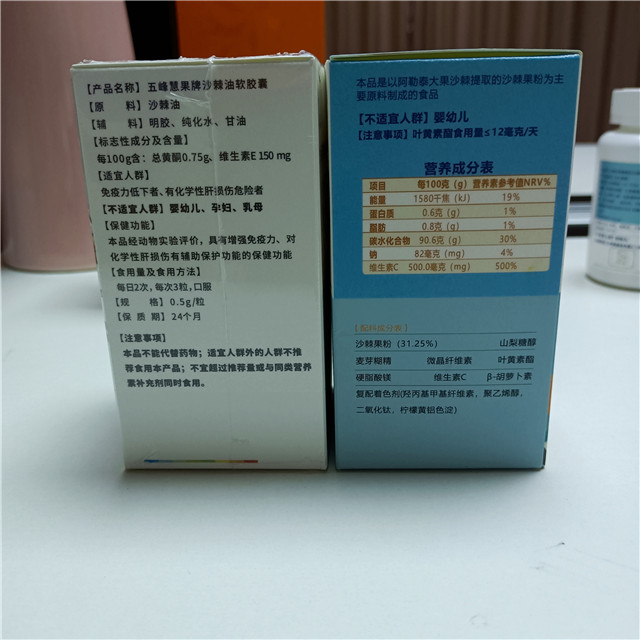 【产品名称】五峰慧果牌沙棘油软胶囊
【原　　料】沙棘油
【辅　　料】明胶、纯化水、甘油
【标志性成分及含量】
每100g含：总黄酮0.75g、维生素E 150 mg
【适宜人群】
免疫力低下者、有化学性肝损伤危险者
【不适宜人群】婴幼儿、孕妇、乳母
【保健功能】
本品经动物实验评价，具有增强免疫力、对
化学性肝损伤有辅助保护功能的保健功能
【食用量及食用方法】
每日2次，每次3粒，口服
【规　　格】0.5g/粒
【保 质 期】24个月
【注意事项】
本品不能代替药物；适宜人群外的人群不推
荐食用本产品；不宜超过推荐量或与同类营养
素补充剂同时食用。
本品是以阿勒泰大果沙棘提取的沙棘果粉为主
要原料制成的食品
【不适宜人群】婴幼儿
【注意事项】叶黄素酯食用量≤12毫克/天
营养成分表
项目 每100克（g） 营养素参考值NRV%
能量 1580千焦（kJ） 19%
蛋白质 0.6克（g） 1%
脂肪 0.8克（g） 1%
碳水化合物 90.6克（g） 30%
钠 82毫克（mg） 4%
维生素C 500.0毫克（mg） 500%
【配料成分表】
沙棘果粉（31.25%） 山梨糖醇
麦芽糊精 微晶纤维素 叶黄素酯
硬脂酸镁 维生素C β-胡萝卜素
复配着色剂(羟丙基甲基纤维素，聚乙烯醇，
二氧化钛，柠檬黄铝色淀)